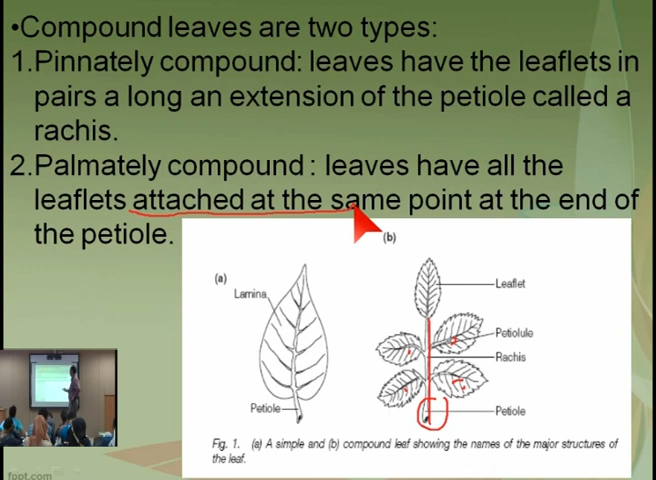 •Compound leaves are two types:
1.Pinnately compound: leaves have the leaflets in
pairs a long an extension of the petiole called a
rachis.
2.Palmately compound : leaves have all the
leaflets attached at the same point at the end of
the petiole.
(a)
(b)
Lamina
Leaflet
Petiolule
Rachis
Petiole
Petiole
Fig. 1. (a) A simple and (b) compound leaf showing the names of the major structures of
the leaf.
fppt.com